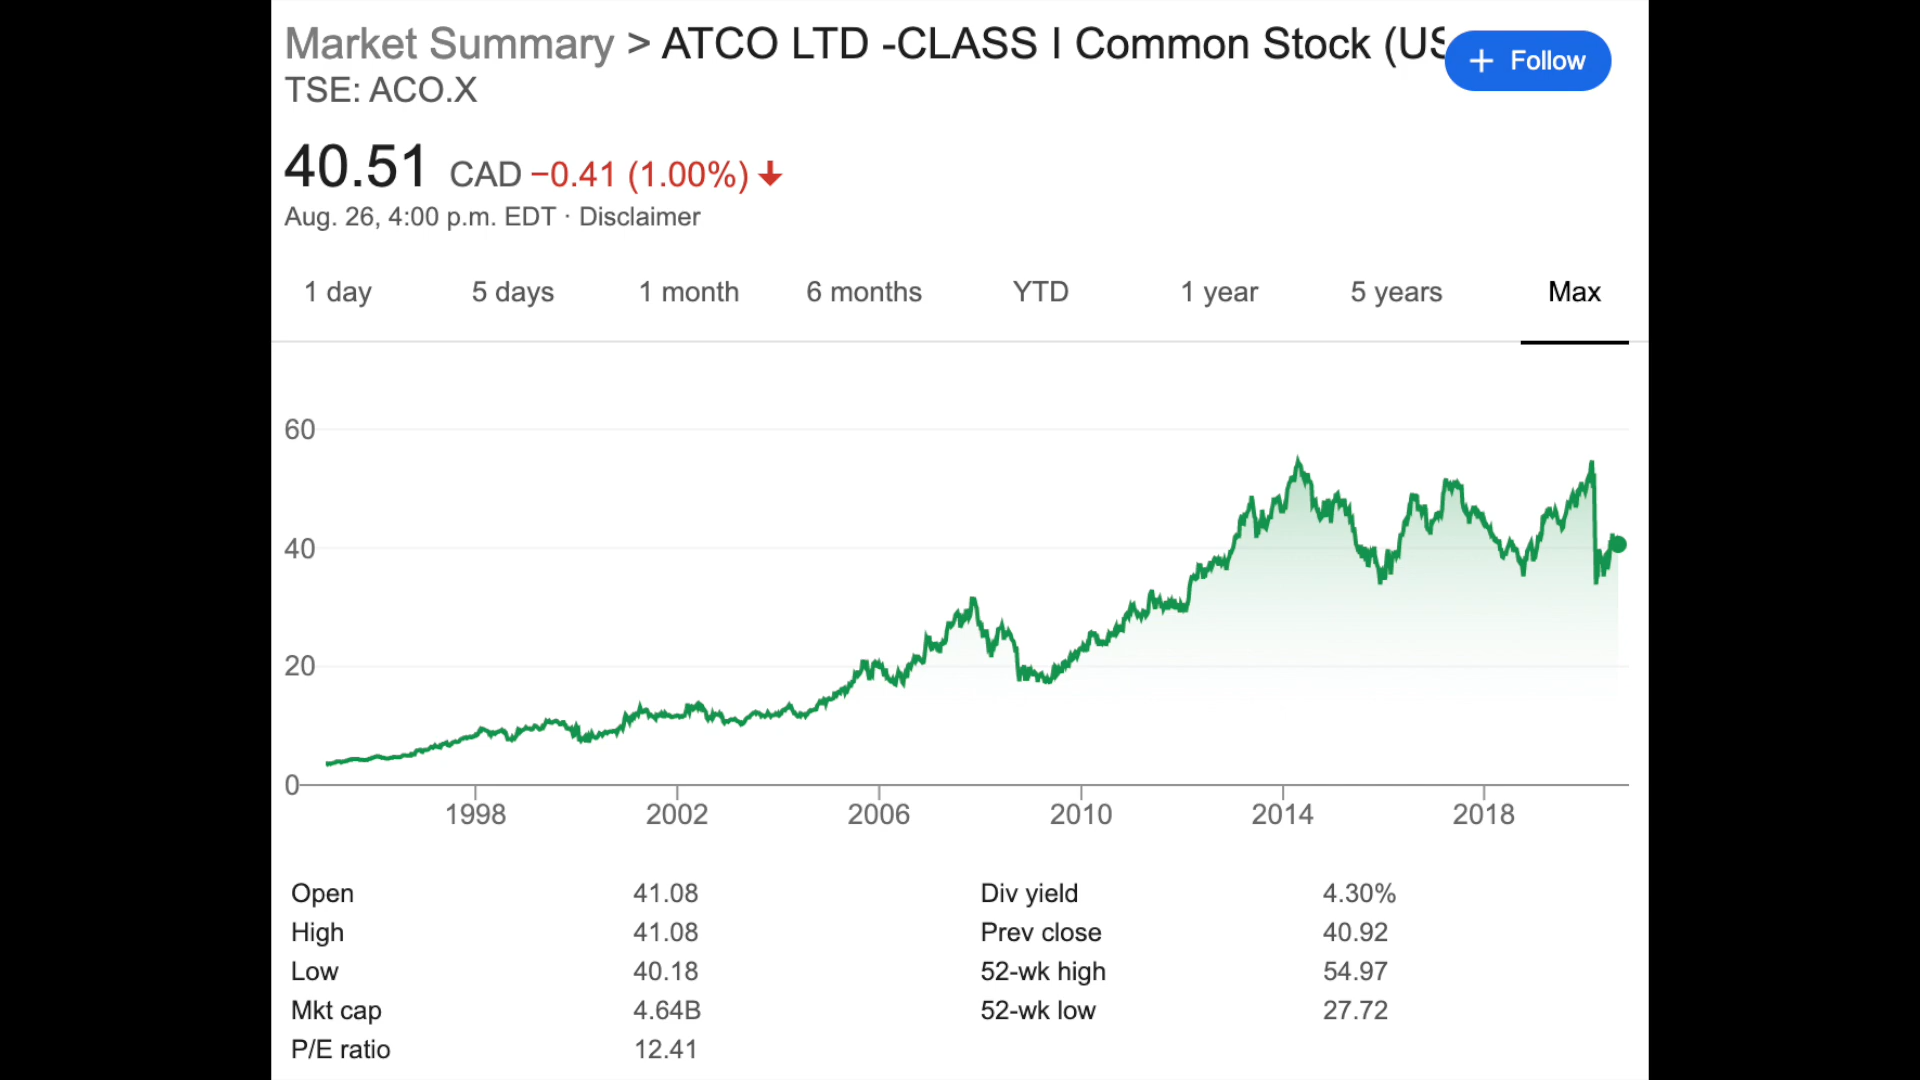 Market Summary > ATCO LTD -CLASS I Common Stock (US
+ Follow
TSE: ACO.X
40.51 CAD −0.41 (1.00%)
Aug. 26, 4:00 p.m. EDT · Disclaimer
1 day 5 days 1 month 6 months YTD 1 year 5 years Max
60
40
20
0
1998 2002 2006 2010 2014 2018
Open 41.08 Div yield 4.30%
High 41.08 Prev close 40.92
Low 40.18 52-wk high 54.97
Mkt cap 4.64B 52-wk low 27.72
P/E ratio 12.41